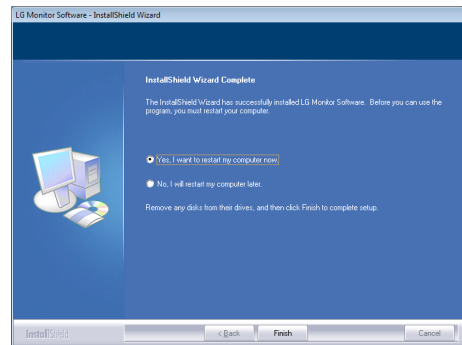 LG Monitor Software - InstallShield Wizard
InstallShield Wizard Complete
The InstallShield Wizard has successfully installed LG Monitor Software. Before you can use the
program, you must restart your computer.
Yes, I want to restart my computer now.
No, I will restart my computer later.
Remove any disks from their drives, and then click Finish to complete setup.
InstallShield
< Back
Finish
Cancel